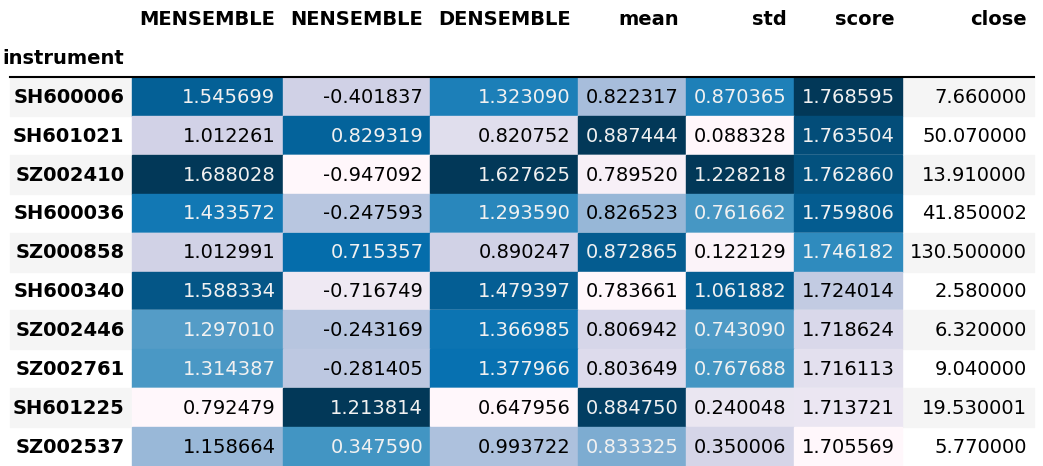 MENSEMBLE NENSEMBLE DENSEMBLE mean std score close
instrument
SH600006 1.545699 -0.401837 1.323090 0.822317 0.870365 1.768595 7.660000
SH601021 1.012261 0.829319 0.820752 0.887444 0.088328 1.763504 50.070000
SZ002410 1.688028 -0.947092 1.627625 0.789520 1.228218 1.762860 13.910000
SH600036 1.433572 -0.247593 1.293590 0.826523 0.761662 1.759806 41.850002
SZ000858 1.012991 0.715357 0.890247 0.872865 0.122129 1.746182 130.500000
SH600340 1.588334 -0.716749 1.479397 0.783661 1.061882 1.724014 2.580000
SZ002446 1.297010 -0.243169 1.366985 0.806942 0.743090 1.718624 6.320000
SZ002761 1.314387 -0.281405 1.377966 0.803649 0.767688 1.716113 9.040000
SH601225 0.792479 1.213814 0.647956 0.884750 0.240048 1.713721 19.530001
SZ002537 1.158664 0.347590 0.993722 0.833325 0.350006 1.705569 5.770000